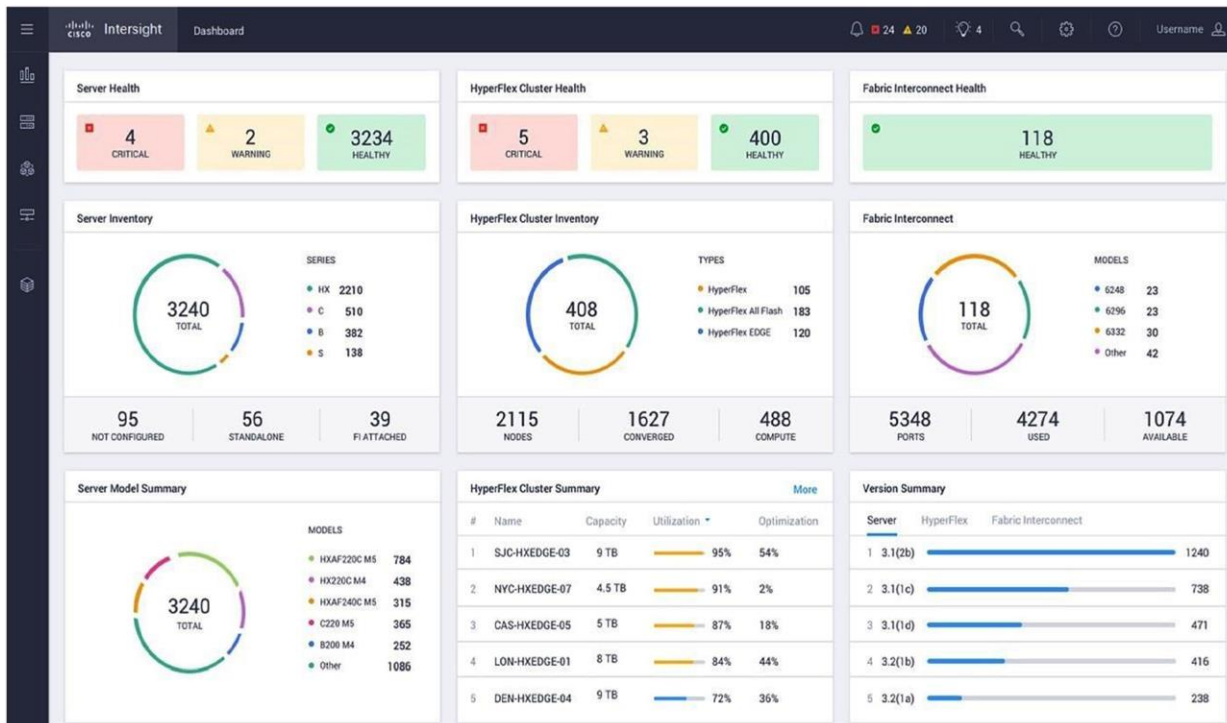 cisco Intersight Dashboard 24 20 4 Username
Server Health
4 CRITICAL
2 WARNING
3234 HEALTHY
HyperFlex Cluster Health
5 CRITICAL
3 WARNING
400 HEALTHY
Fabric Interconnect Health
118 HEALTHY
Server Inventory
3240 TOTAL
SERIES
HX 2210
C 510
B 382
S 138
95 NOT CONFIGURED
56 STANDALONE
39 FI ATTACHED
HyperFlex Cluster Inventory
408 TOTAL
TYPES
HyperFlex 105
HyperFlex All Flash 183
HyperFlex EDGE 120
2115 NODES
1627 CONVERGED
488 COMPUTE
Fabric Interconnect
118 TOTAL
MODELS
6248 23
6296 23
6332 30
Other 42
5348 PORTS
4274 USED
1074 AVAILABLE
Server Model Summary
3240 TOTAL
MODELS
HXAF220C M5 784
HX220C M4 438
HXAF240C M5 315
C220 M5 365
B200 M4 252
Other 1086
HyperFlex Cluster Summary More
# Name Capacity Utilization Optimization
1 SJC-HXEDGE-03 9 TB 95% 54%
2 NYC-HXEDGE-07 4.5 TB 91% 2%
3 CAS-HXEDGE-05 5 TB 87% 18%
4 LON-HXEDGE-01 8 TB 84% 44%
5 DEN-HXEDGE-04 9 TB 72% 36%
Version Summary
Server HyperFlex Fabric Interconnect
1 3.1(2b) 1240
2 3.1(1c) 738
3 3.1(1d) 471
4 3.2(1b) 416
5 3.2(1a) 238